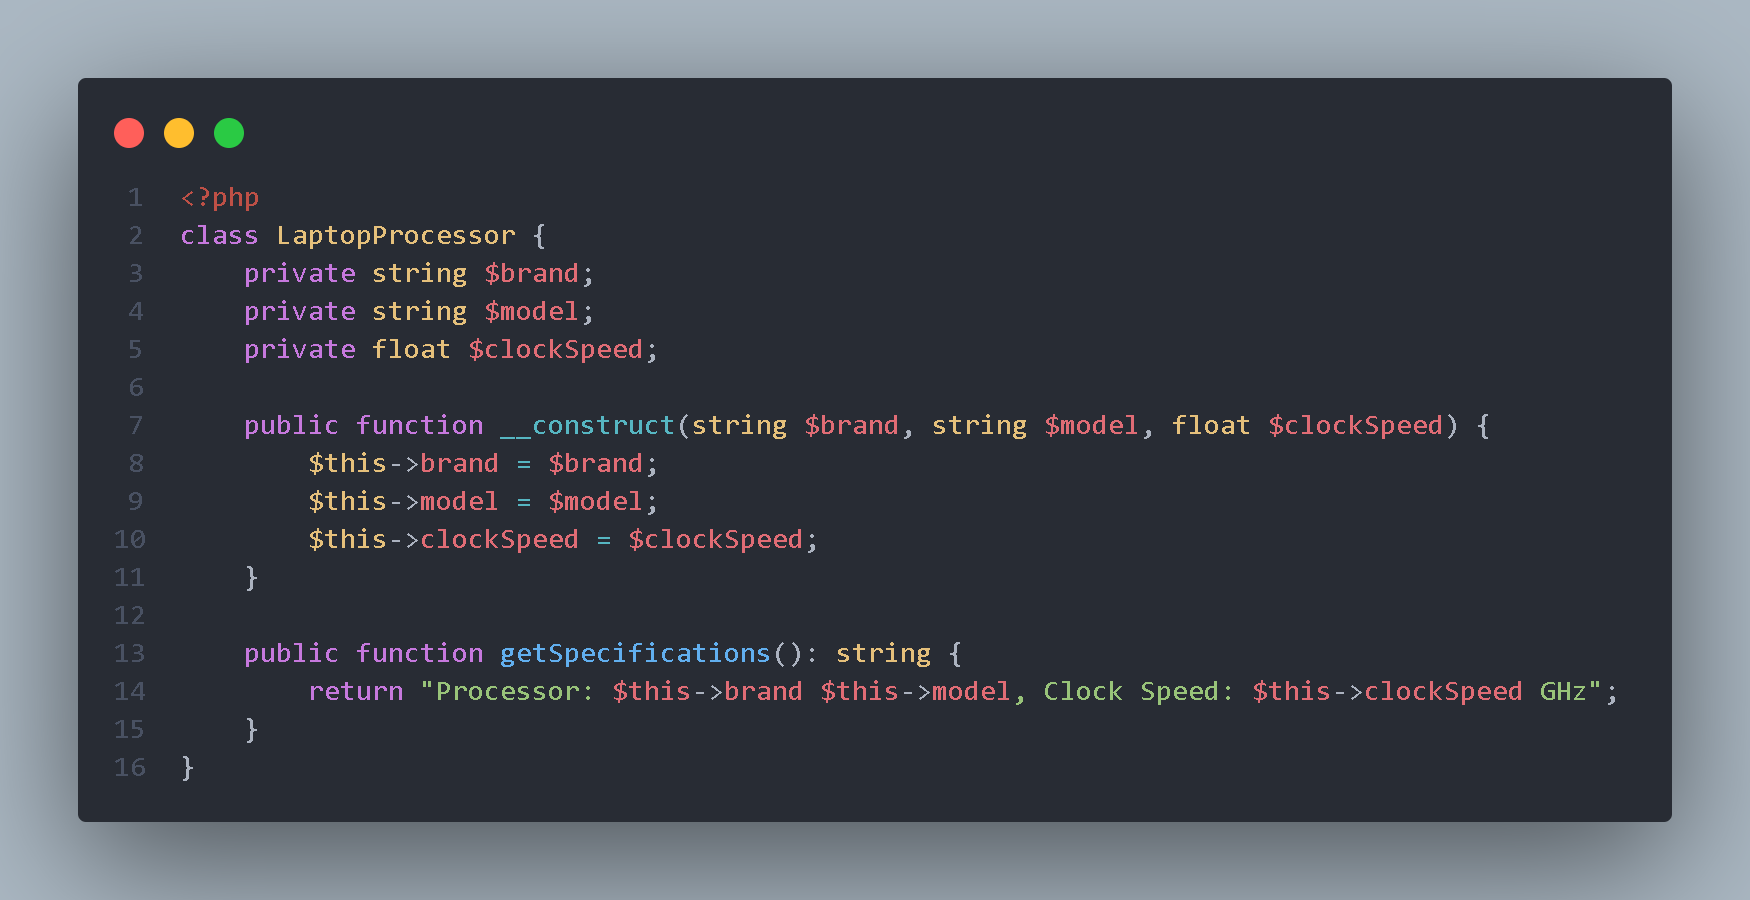 1 <?php
2 class LaptopProcessor {
3     private string $brand;
4     private string $model;
5     private float $clockSpeed;
6
7     public function __construct(string $brand, string $model, float $clockSpeed) {
8         $this->brand = $brand;
9         $this->model = $model;
10         $this->clockSpeed = $clockSpeed;
11     }
12
13     public function getSpecifications(): string {
14         return "Processor: $this->brand $this->model, Clock Speed: $this->clockSpeed GHz";
15     }
16 }